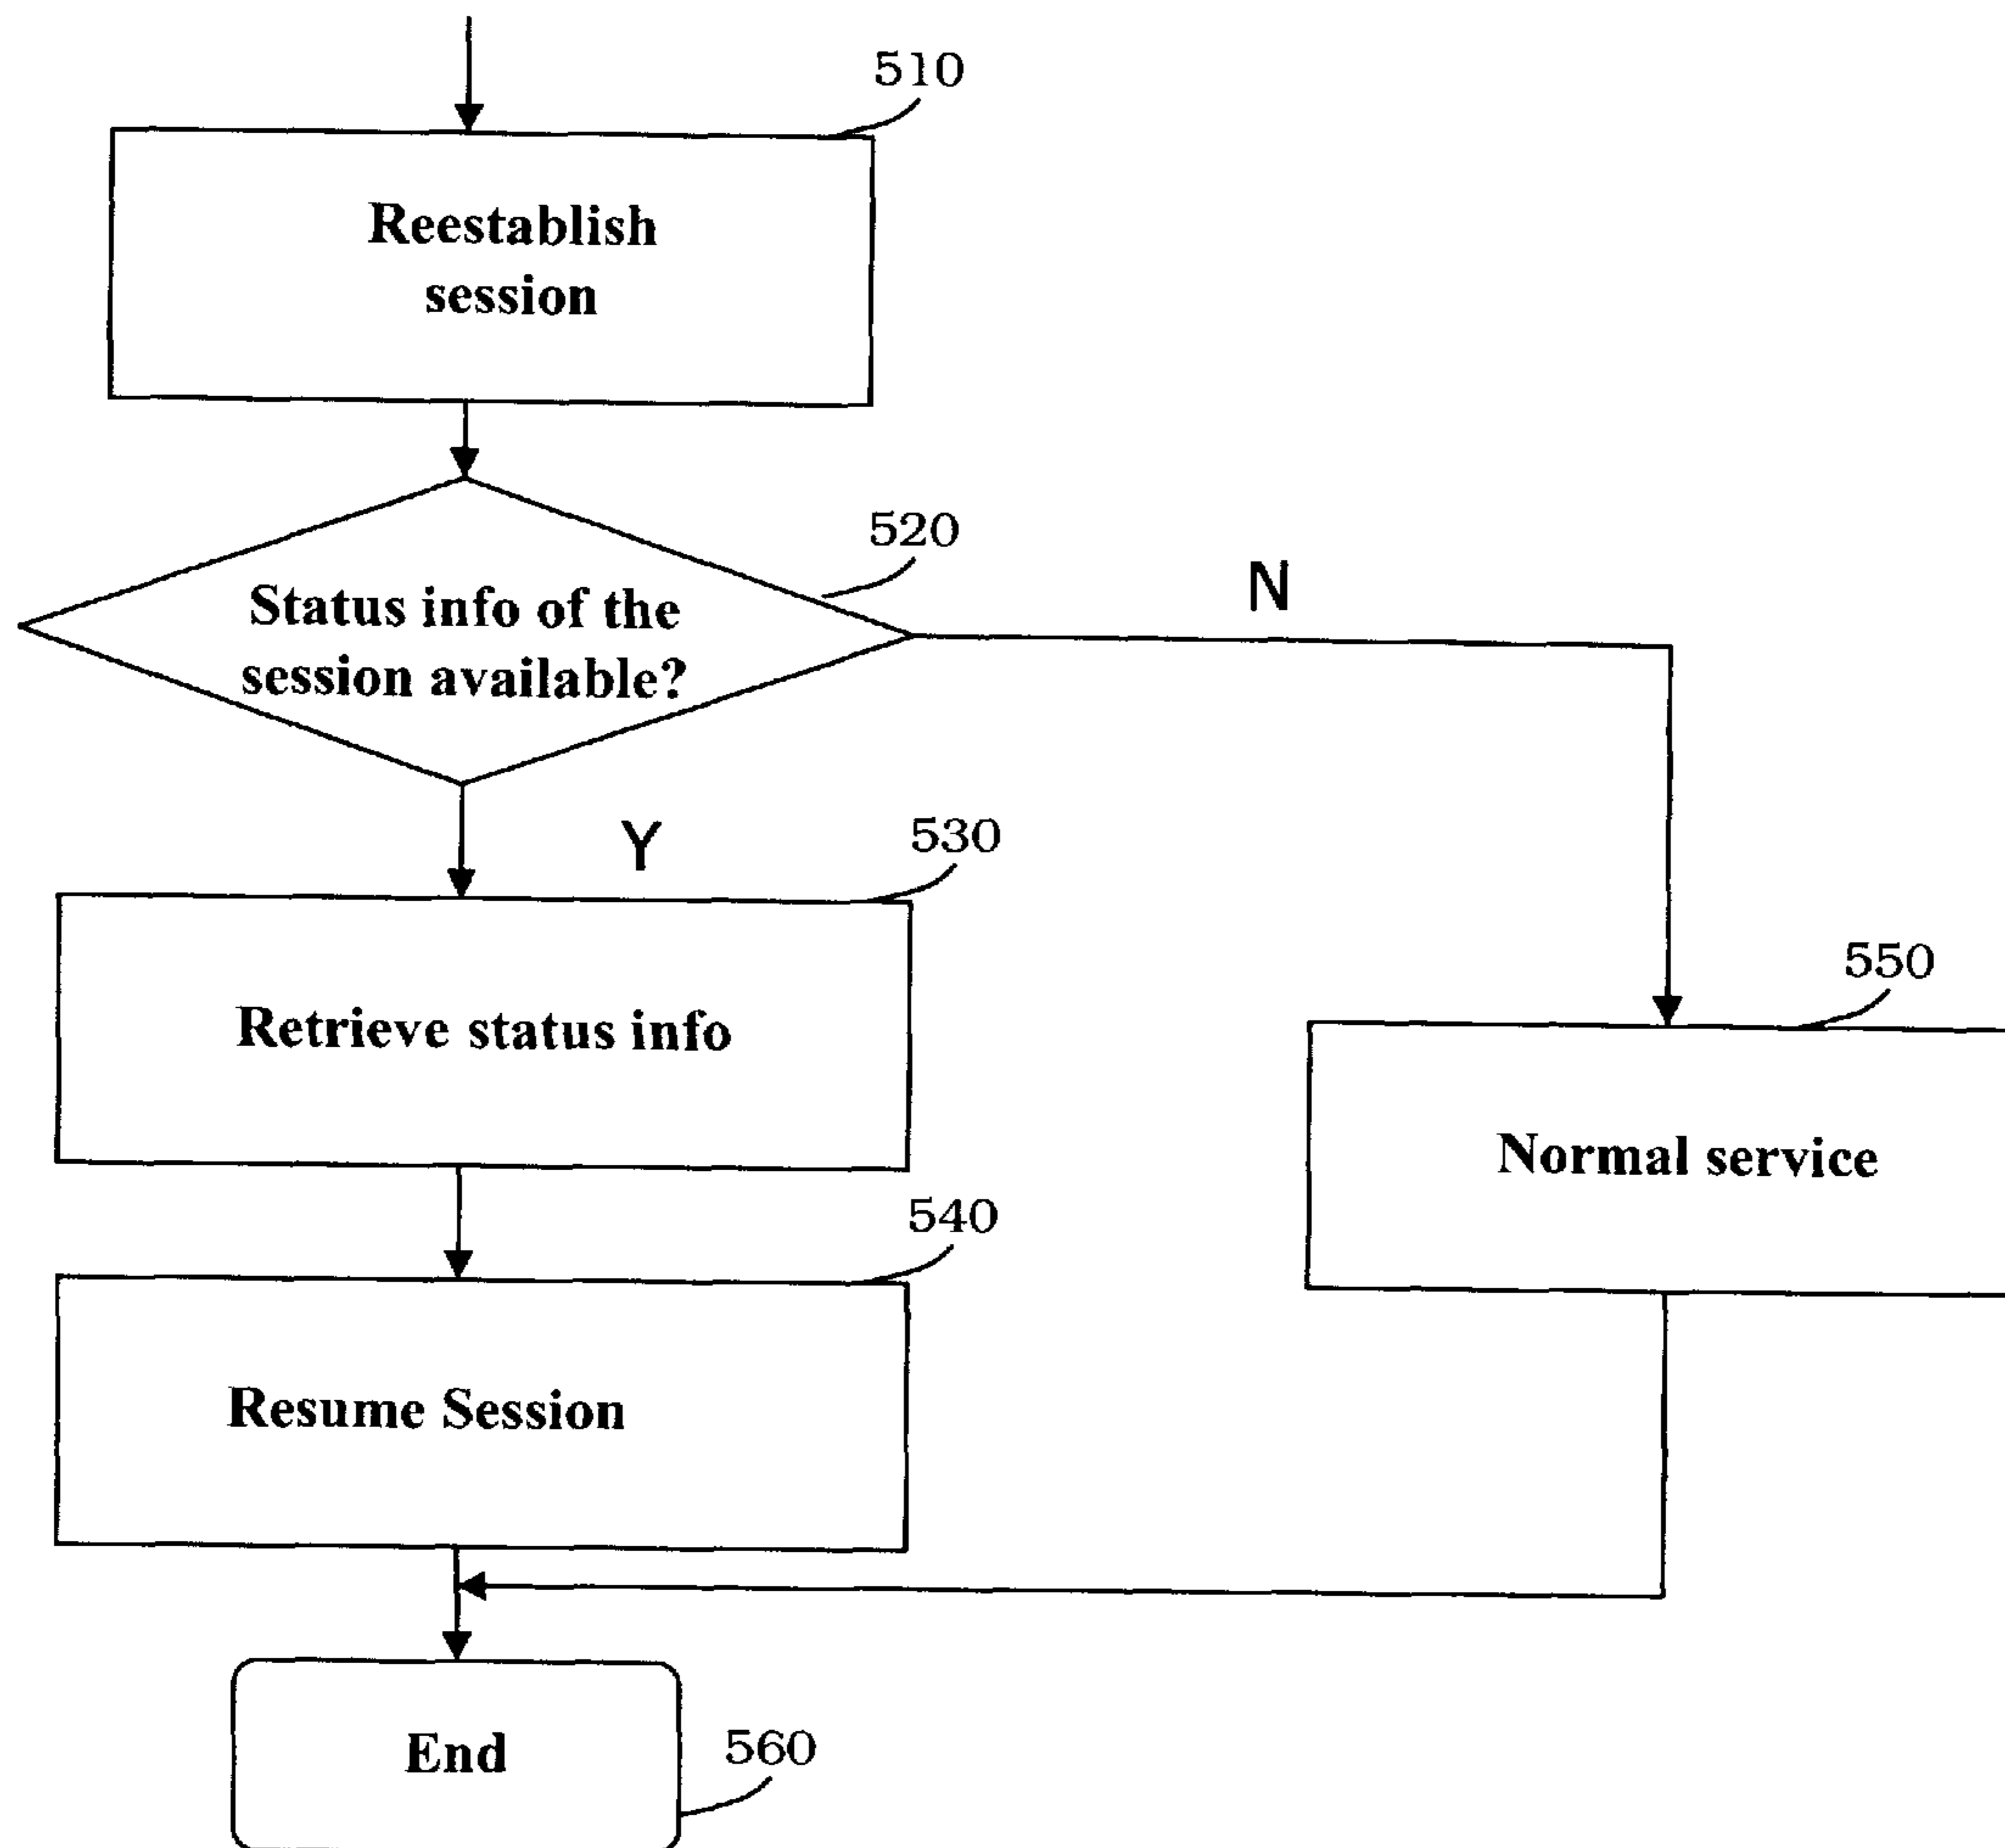 510
Reestablish
session
520
N
Status info of the
session available?
Y
530
Retrieve status info
550
Normal service
540
Resume Session
End
560